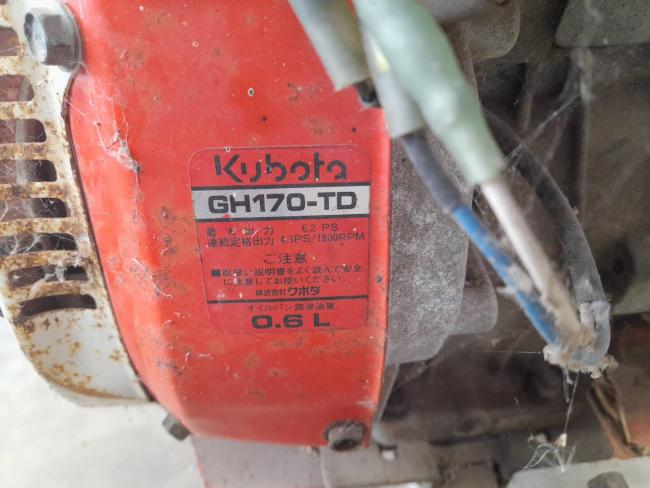 Kubota
GH170-TD
最大出力 6.2 PS
連続定格出力 4.5PS/1800RPM
ご注意
■取扱い説明書をよく読んで安全
に注意してお使いください。
株式会社クボタ
オイルパン潤滑油量
0.6 L